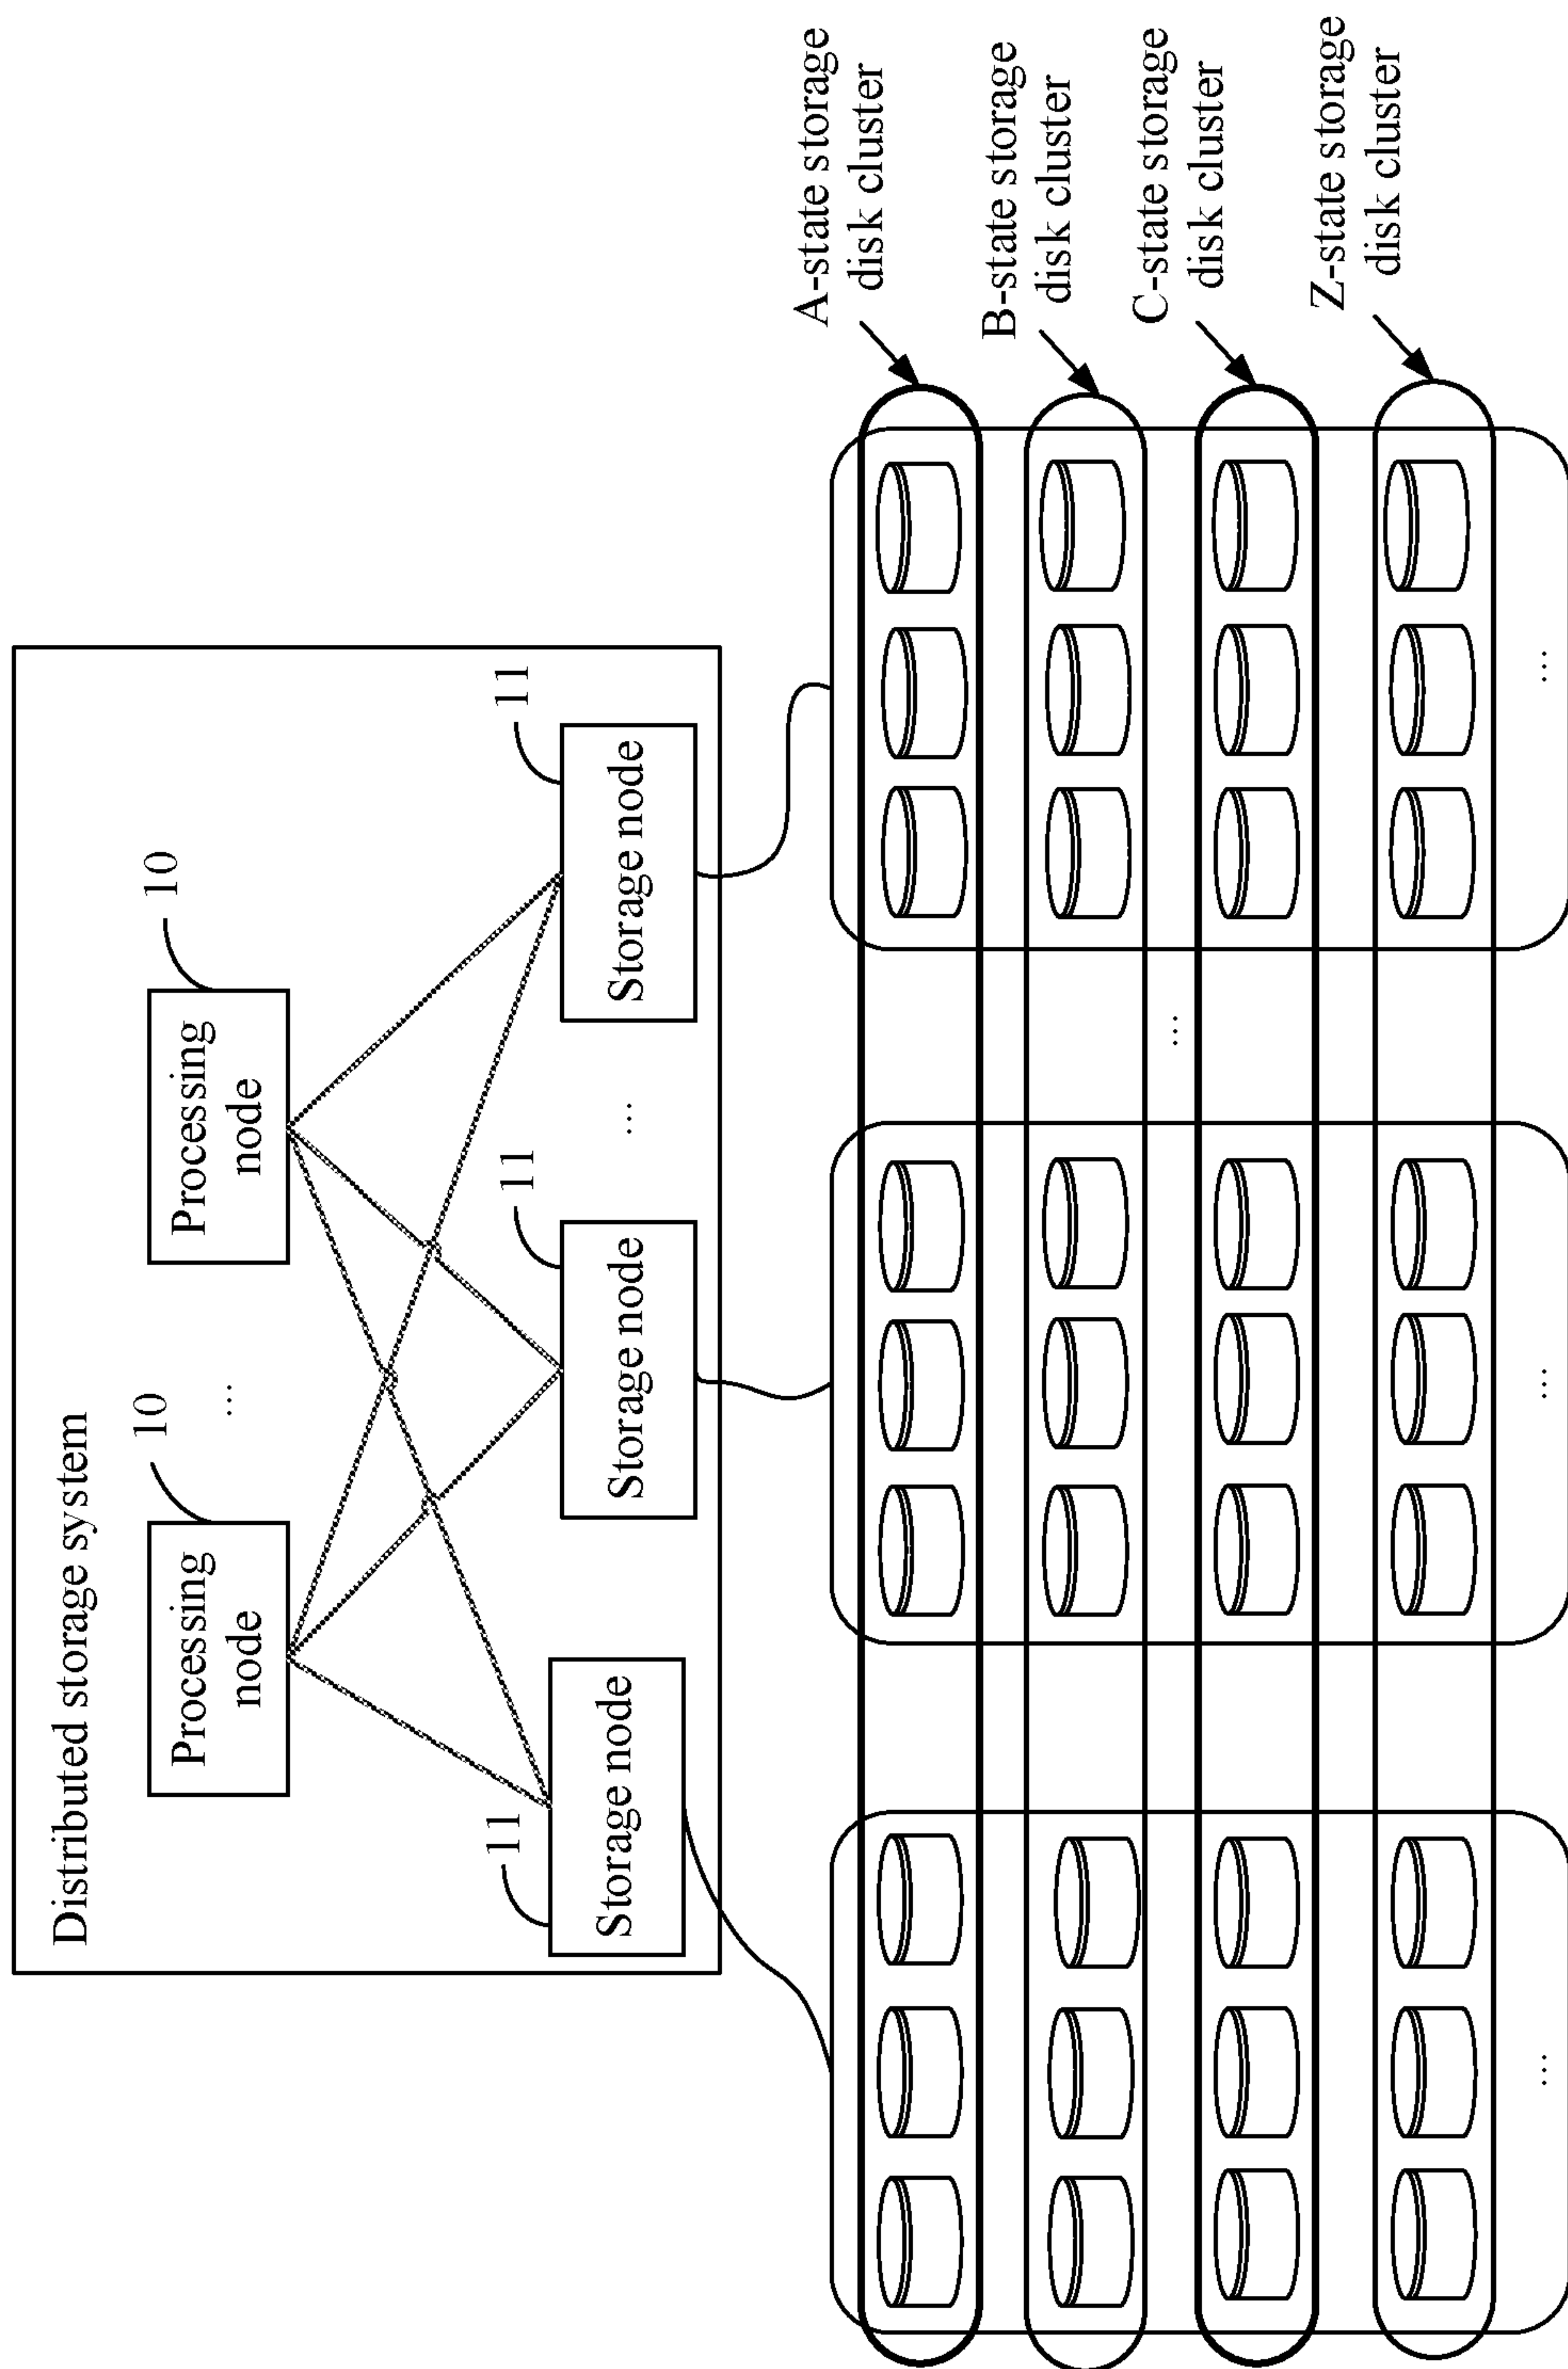 Distributed storage system
10
10
Processing
node
...
Processing
node
11
11
11
Storage node
Storage node
...
Storage node
A-state storage
disk cluster
B-state storage
disk cluster
...
C-state storage
disk cluster
Z-state storage
disk cluster
...
...
...